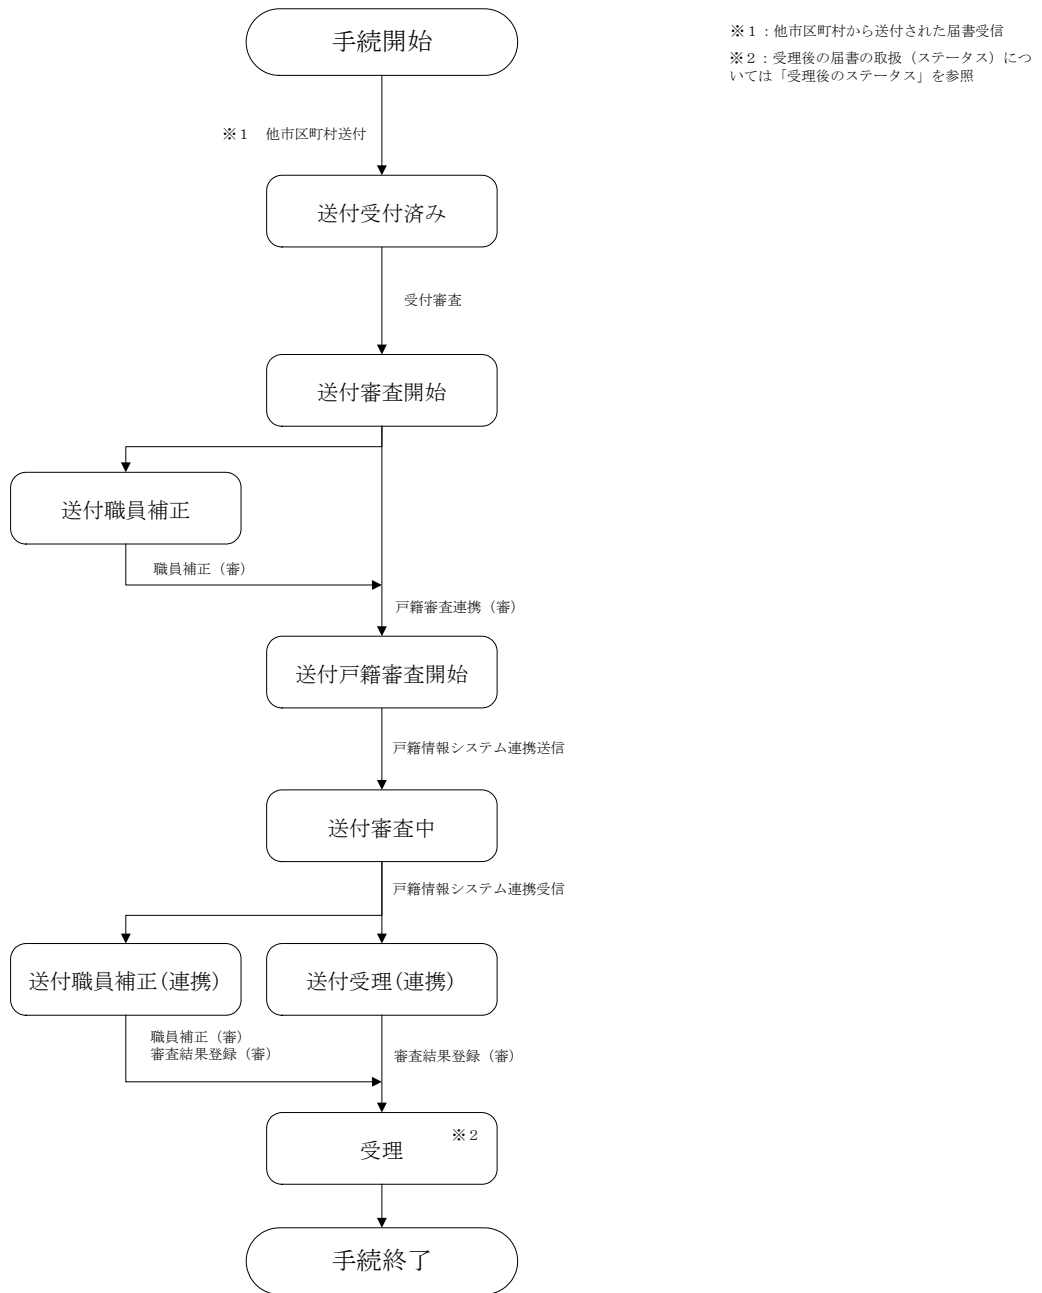 手続開始
※１：他市区町村から送付された届書受信
※２：受理後の届書の取扱（ステータス）につ
いては「受理後のステータス」を参照
※１　他市区町村送付
送付受付済み
受付審査
送付審査開始
送付職員補正
職員補正（審）
戸籍審査連携（審）
送付戸籍審査開始
戸籍情報システム連携送信
送付審査中
戸籍情報システム連携受信
送付職員補正(連携)
送付受理(連携)
職員補正（審）
審査結果登録（審）
審査結果登録（審）
※２
受理
手続終了